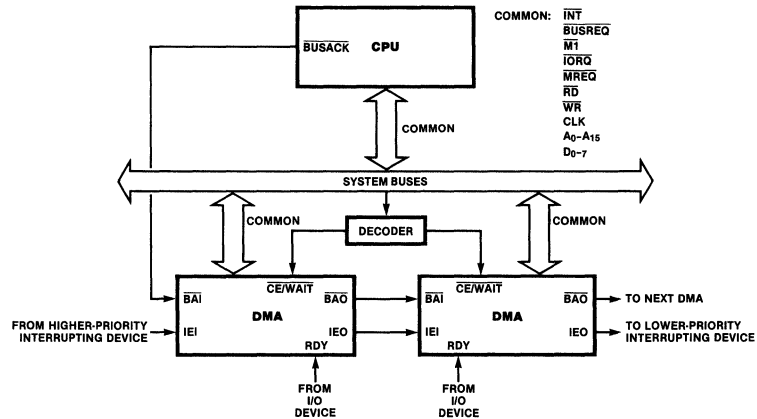 COMMON: INT
BUSREQ
M1
IORQ
MREQ
RD
WR
CLK
A0–A15
D0–7
BUSACK
CPU
COMMON
SYSTEM BUSES
COMMON
COMMON
DECODER
CE/WAIT
BAI
BAO
DMA
IEI
IEO
RDY
CE/WAIT
BAI
BAO
DMA
IEI
IEO
RDY
TO NEXT DMA
FROM HIGHER-PRIORITY
INTERRUPTING DEVICE
TO LOWER-PRIORITY
INTERRUPTING DEVICE
FROM
I/O
DEVICE
FROM
I/O
DEVICE